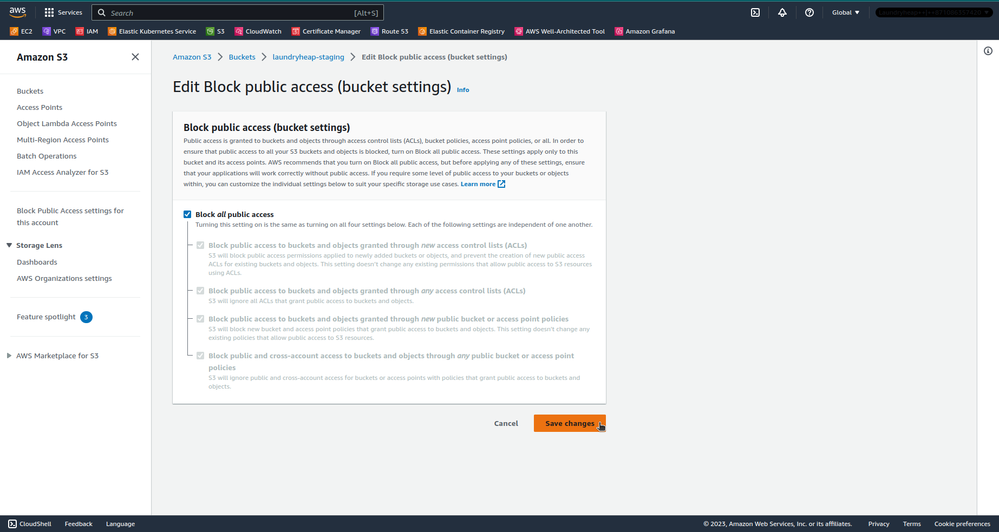 aws
Services
Search
[Alt+S]
Global
EC2
VPC
IAM
Elastic Kubernetes Service
S3
CloudWatch
Certificate Manager
Route 53
Elastic Container Registry
AWS Well-Architected Tool
Amazon Grafana
Amazon S3
Buckets
Access Points
Object Lambda Access Points
Multi-Region Access Points
Batch Operations
IAM Access Analyzer for S3
Block Public Access settings for
this account
Storage Lens
Dashboards
AWS Organizations settings
Feature spotlight 3
AWS Marketplace for S3
Amazon S3 > Buckets > laundryheap-staging > Edit Block public access (bucket settings)
Edit Block public access (bucket settings) Info
Block public access (bucket settings)
Public access is granted to buckets and objects through access control lists (ACLs), bucket policies, access point policies, or all. In order to
ensure that public access to all your S3 buckets and objects is blocked, turn on Block all public access. These settings apply only to this
bucket and its access points. AWS recommends that you turn on Block all public access, but before applying any of these settings, ensure
that your applications will work correctly without public access. If you require some level of public access to your buckets or objects
within, you can customize the individual settings below to suit your specific storage use cases. Learn more
Block all public access
Turning this setting on is the same as turning on all four settings below. Each of the following settings are independent of one another.
Block public access to buckets and objects granted through new access control lists (ACLs)
S3 will block public access permissions applied to newly added buckets or objects, and prevent the creation of new public access
ACLs for existing buckets and objects. This setting doesn't change any existing permissions that allow public access to S3 resources
using ACLs.
Block public access to buckets and objects granted through any access control lists (ACLs)
S3 will ignore all ACLs that grant public access to buckets and objects.
Block public access to buckets and objects granted through new public bucket or access point policies
S3 will block new bucket and access point policies that grant public access to buckets and objects. This setting doesn't change any
existing policies that allow public access to S3 resources.
Block public and cross-account access to buckets and objects through any public bucket or access point
policies
S3 will ignore public and cross-account access for buckets or access points with policies that grant public access to buckets and
objects.
Cancel
Save changes
CloudShell
Feedback
Language
© 2023, Amazon Web Services, Inc. or its affiliates.
Privacy
Terms
Cookie preferences